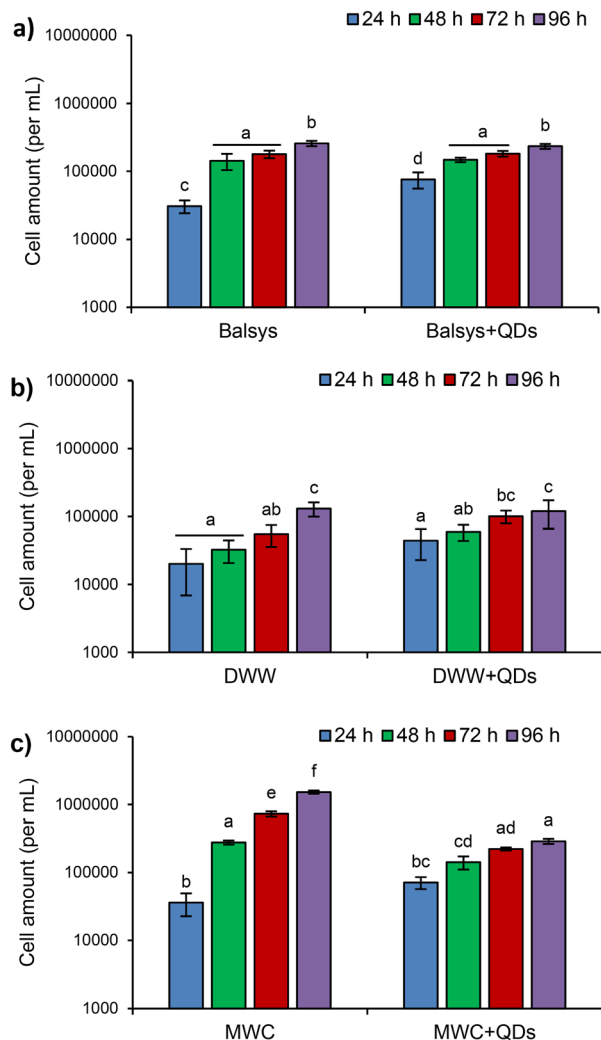 a)
24 h 48 h 72 h 96 h
Cell amount (per mL)
10000000
1000000
100000
10000
1000
c a b d a b
Balsys Balsys+QDs
b)
24 h 48 h 72 h 96 h
Cell amount (per mL)
10000000
1000000
100000
10000
1000
a ab c a ab bc c
DWW DWW+QDs
c)
24 h 48 h 72 h 96 h
Cell amount (per mL)
10000000
1000000
100000
10000
1000
b a e f bc cd ad a
MWC MWC+QDs